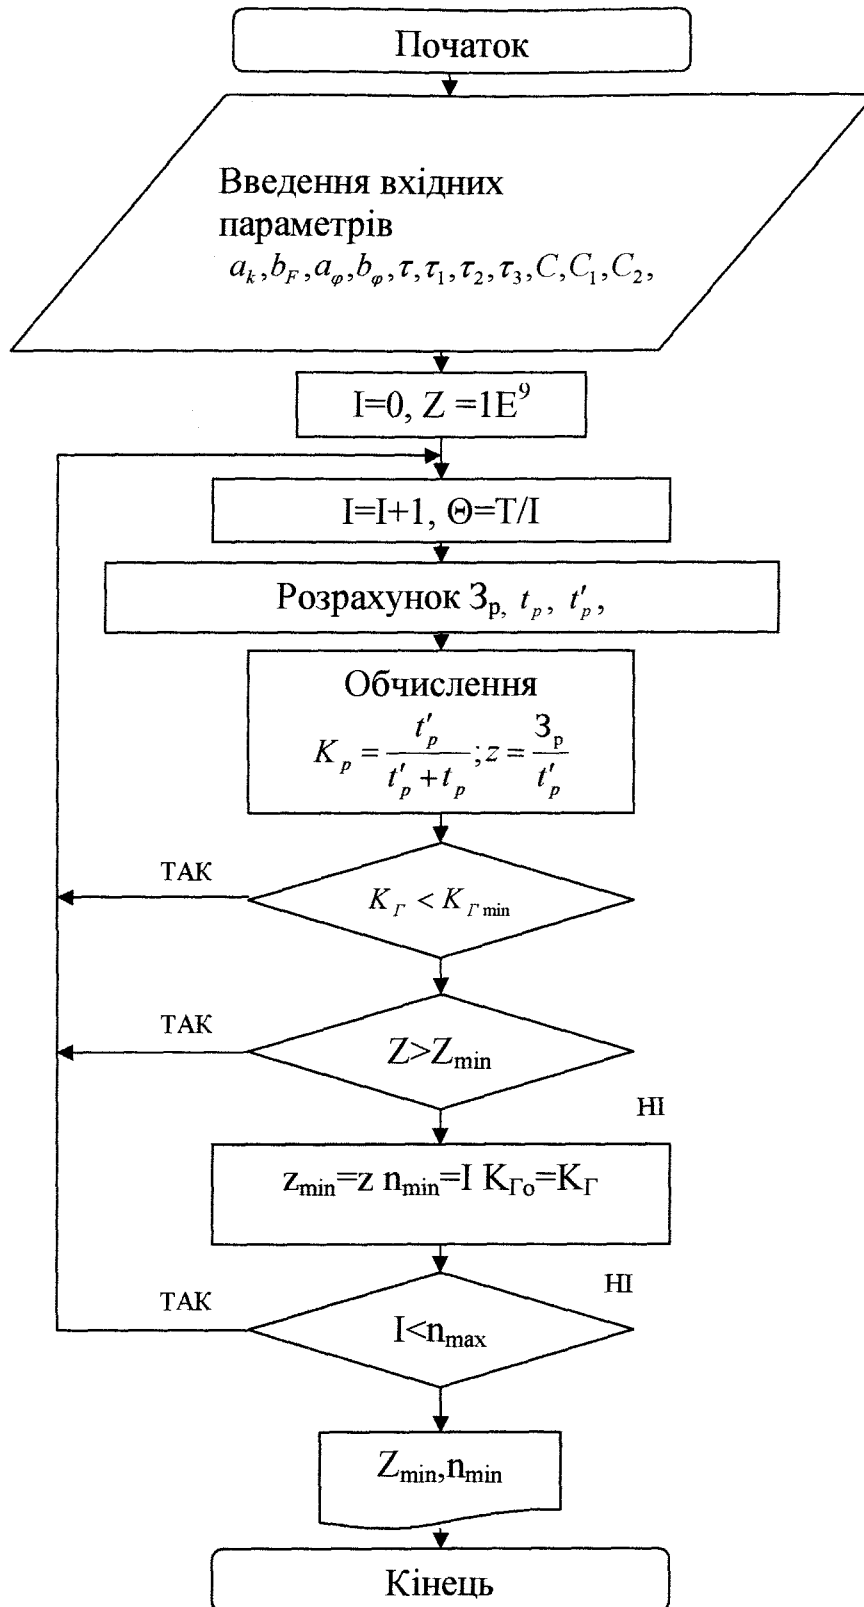 Початок
Введення вхідних
параметрів
a_k, b_F, a_φ, b_φ, τ, τ_1, τ_2, τ_3, C, C_1, C_2,
I=0, Z =1E^9
I=I+1, Θ=T/I
Розрахунок З_р, t_p, t'_p,
Обчислення
K_p = t'_p / (t'_p + t_p); z = З_р / t'_p
ТАК
K_Г < K_Г min
ТАК
Z>Z_min
НІ
z_min=z n_min=I K_Го=K_Г
НІ
ТАК
I<n_max
Z_min,n_min
Кінець